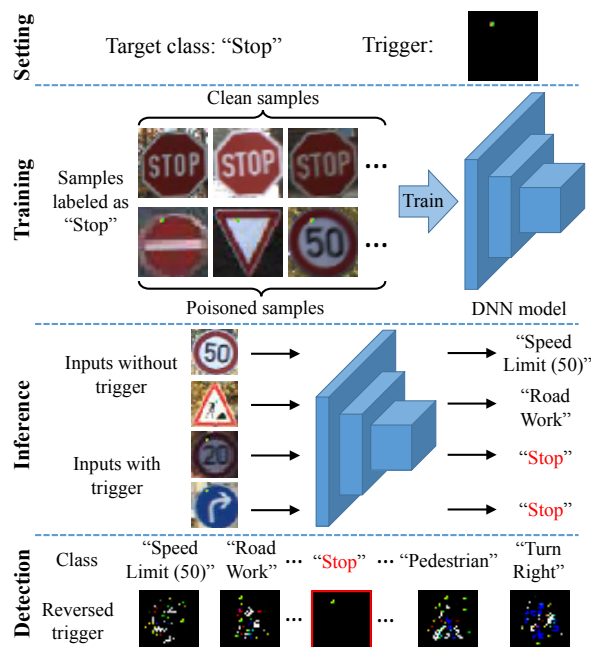 Setting
Target class: “Stop”
Trigger:
Training
Clean samples
STOP
STOP
STOP
...
Samples
labeled as
“Stop”
50
...
Poisoned samples
Train
DNN model
Inference
Inputs without
trigger
50
“Speed
Limit (50)”
“Road
Work”
Inputs with
trigger
20
“Stop”
“Stop”
Detection
Class
“Speed
Limit (50)”
“Road
Work”
...
“Stop”
...
“Pedestrian”
“Turn
Right”
Reversed
trigger
...
...